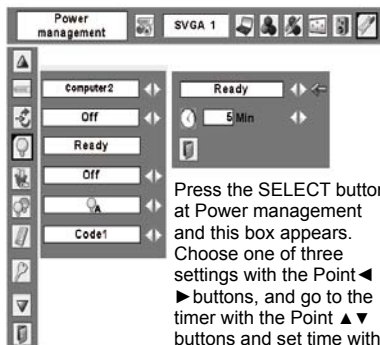 Power management
SVGA 1
Computer2
Off
Ready
Off
A
Code1
Ready
5 Min
Press the SELECT button
at Power management
and this box appears.
Choose one of three
settings with the Point◄
►buttons, and go to the
timer with the Point ▲▼
buttons and set time with